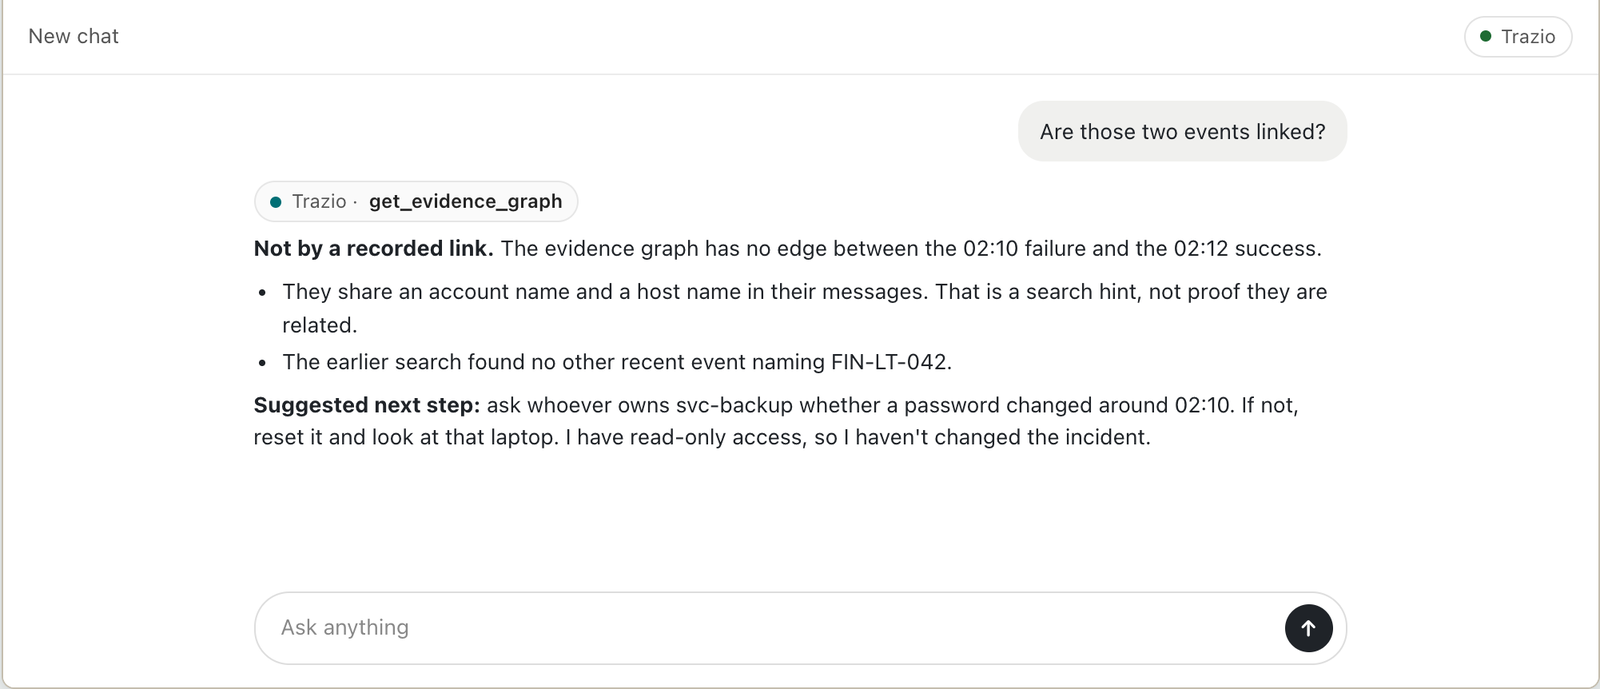 New chat
Trazio
Are those two events linked?
Trazio · get_evidence_graph
Not by a recorded link. The evidence graph has no edge between the 02:10 failure and the 02:12 success.
• They share an account name and a host name in their messages. That is a search hint, not proof they are
related.
• The earlier search found no other recent event naming FIN-LT-042.
Suggested next step: ask whoever owns svc-backup whether a password changed around 02:10. If not,
reset it and look at that laptop. I have read-only access, so I haven't changed the incident.
Ask anything